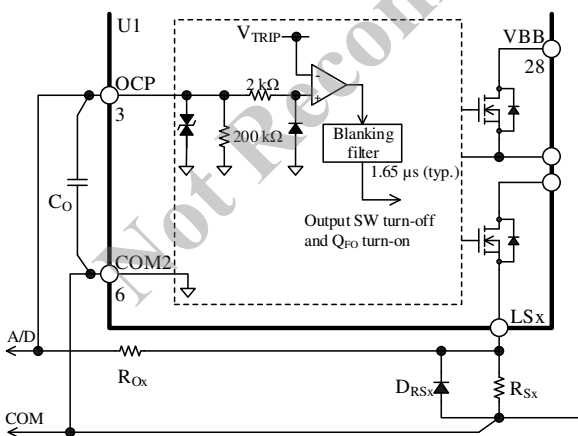 U1
VTRIP
VBB
28
OCP
3
2 kΩ
-
+
200 kΩ
Blanking
filter
1.65 µs (typ.)
CO
Output SW turn-off
and QFO turn-on
COM2
6
LSx
A/D
ROx
DRSx
RSx
COM
Not Recom